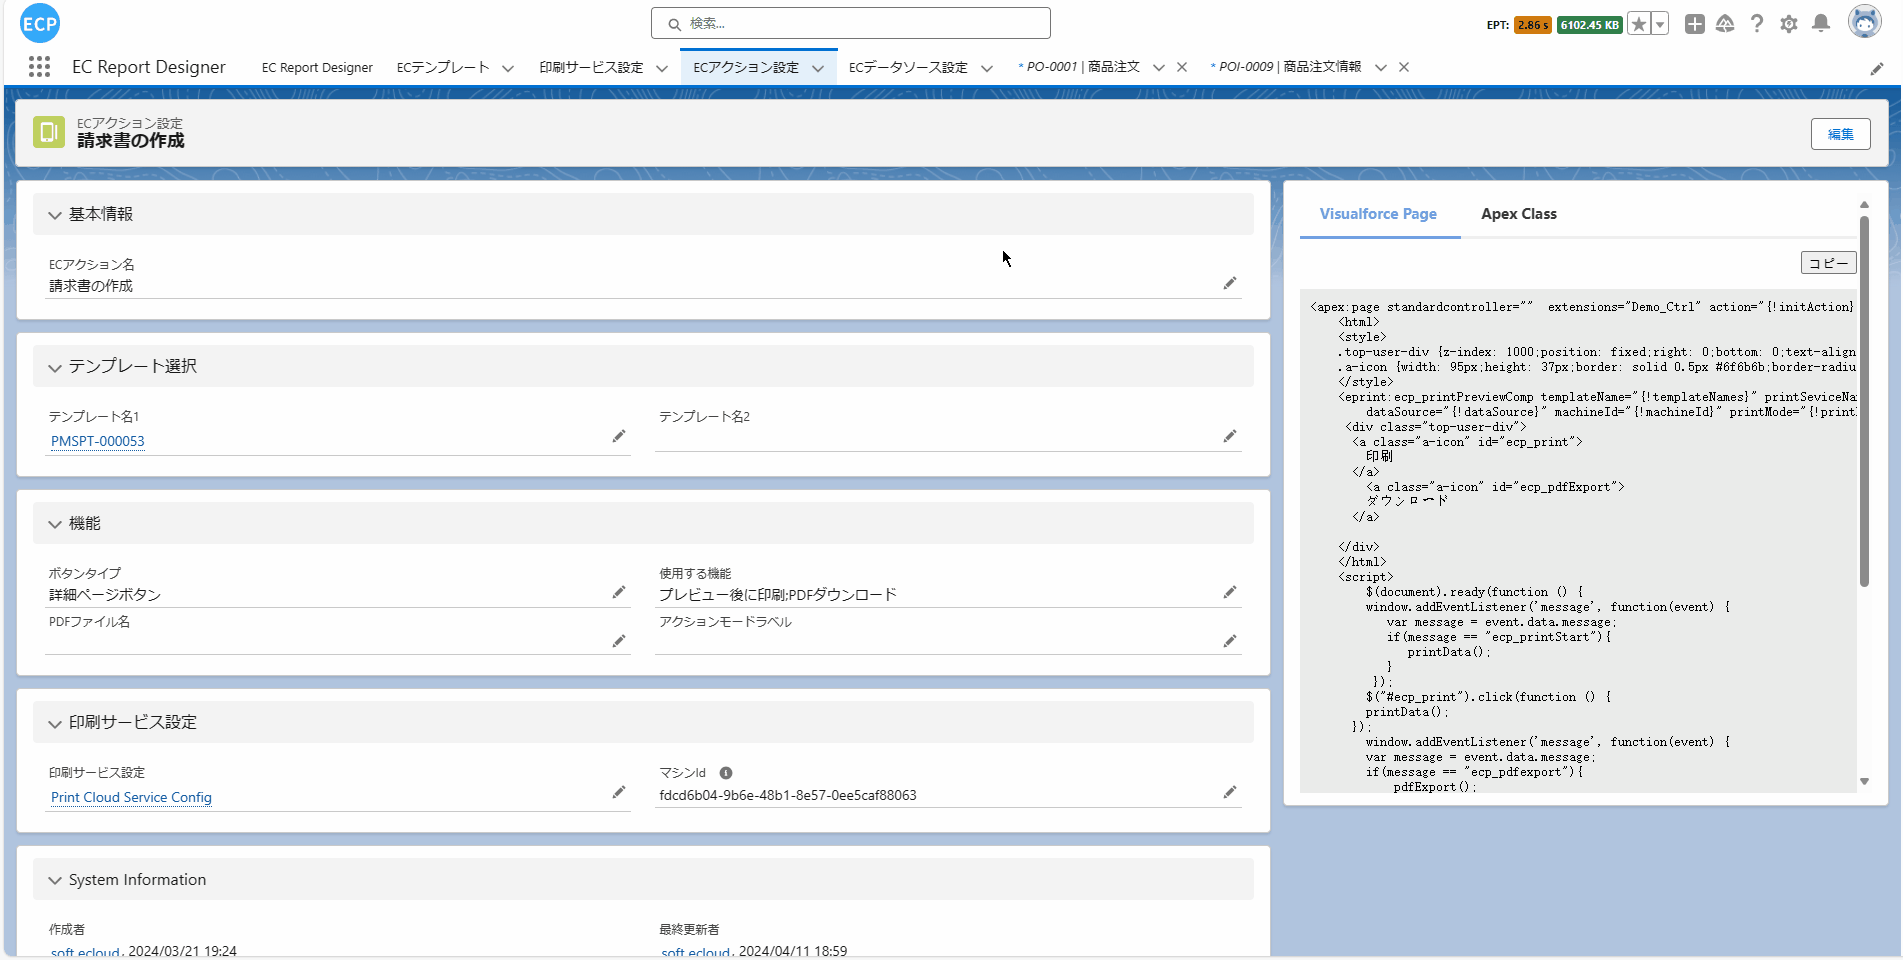 ECP
検索...
EPT: 2.86 s 6102.45 KB
EC Report Designer
EC Report Designer
ECテンプレート
印刷サービス設定
ECアクション設定
ECデータソース設定
* PO-0001 | 商品注文
* POI-0009 | 商品注文情報
ECアクション設定
請求書の作成
編集
基本情報
ECアクション名
請求書の作成
テンプレート選択
テンプレート名1
テンプレート名2
PMSPT-000053
機能
ボタンタイプ
使用する機能
詳細ページボタン
プレビュー後に印刷;PDFダウンロード
PDFファイル名
アクションモードラベル
印刷サービス設定
印刷サービス設定
マシンId
Print Cloud Service Config
fdcd6b04-9b6e-48b1-8e57-0ee5caf88063
System Information
作成者
最終更新者
soft ecloud, 2024/03/21 19:24
soft ecloud, 2024/04/11 18:59
Visualforce Page
Apex Class
コピー
<apex:page standardcontroller=""  extensions="Demo_Ctrl" action="{!initAction}
<html>
<style>
.top-user-div {z-index: 1000;position: fixed;right: 0;bottom: 0;text-align
.a-icon {width: 95px;height: 37px;border: solid 0.5px #6f6b6b;border-radiu
</style>
<eprint:ecp_printPreviewComp templateName="{!templateNames}" printSeviceNa
dataSource="{!dataSource}" machineId="{!machineId}" printMode="{!print
<div class="top-user-div">
<a class="a-icon" id="ecp_print">
印刷
</a>
<a class="a-icon" id="ecp_pdfExport">
ダウンロード
</a>
</div>
</html>
<script>
$(document).ready(function () {
window.addEventListener('message', function(event) {
var message = event.data.message;
if(message == "ecp_printStart"){
printData();
}
});
$("#ecp_print").click(function () {
printData();
});
window.addEventListener('message', function(event) {
var message = event.data.message;
if(message == "ecp_pdfexport"){
pdfExport();